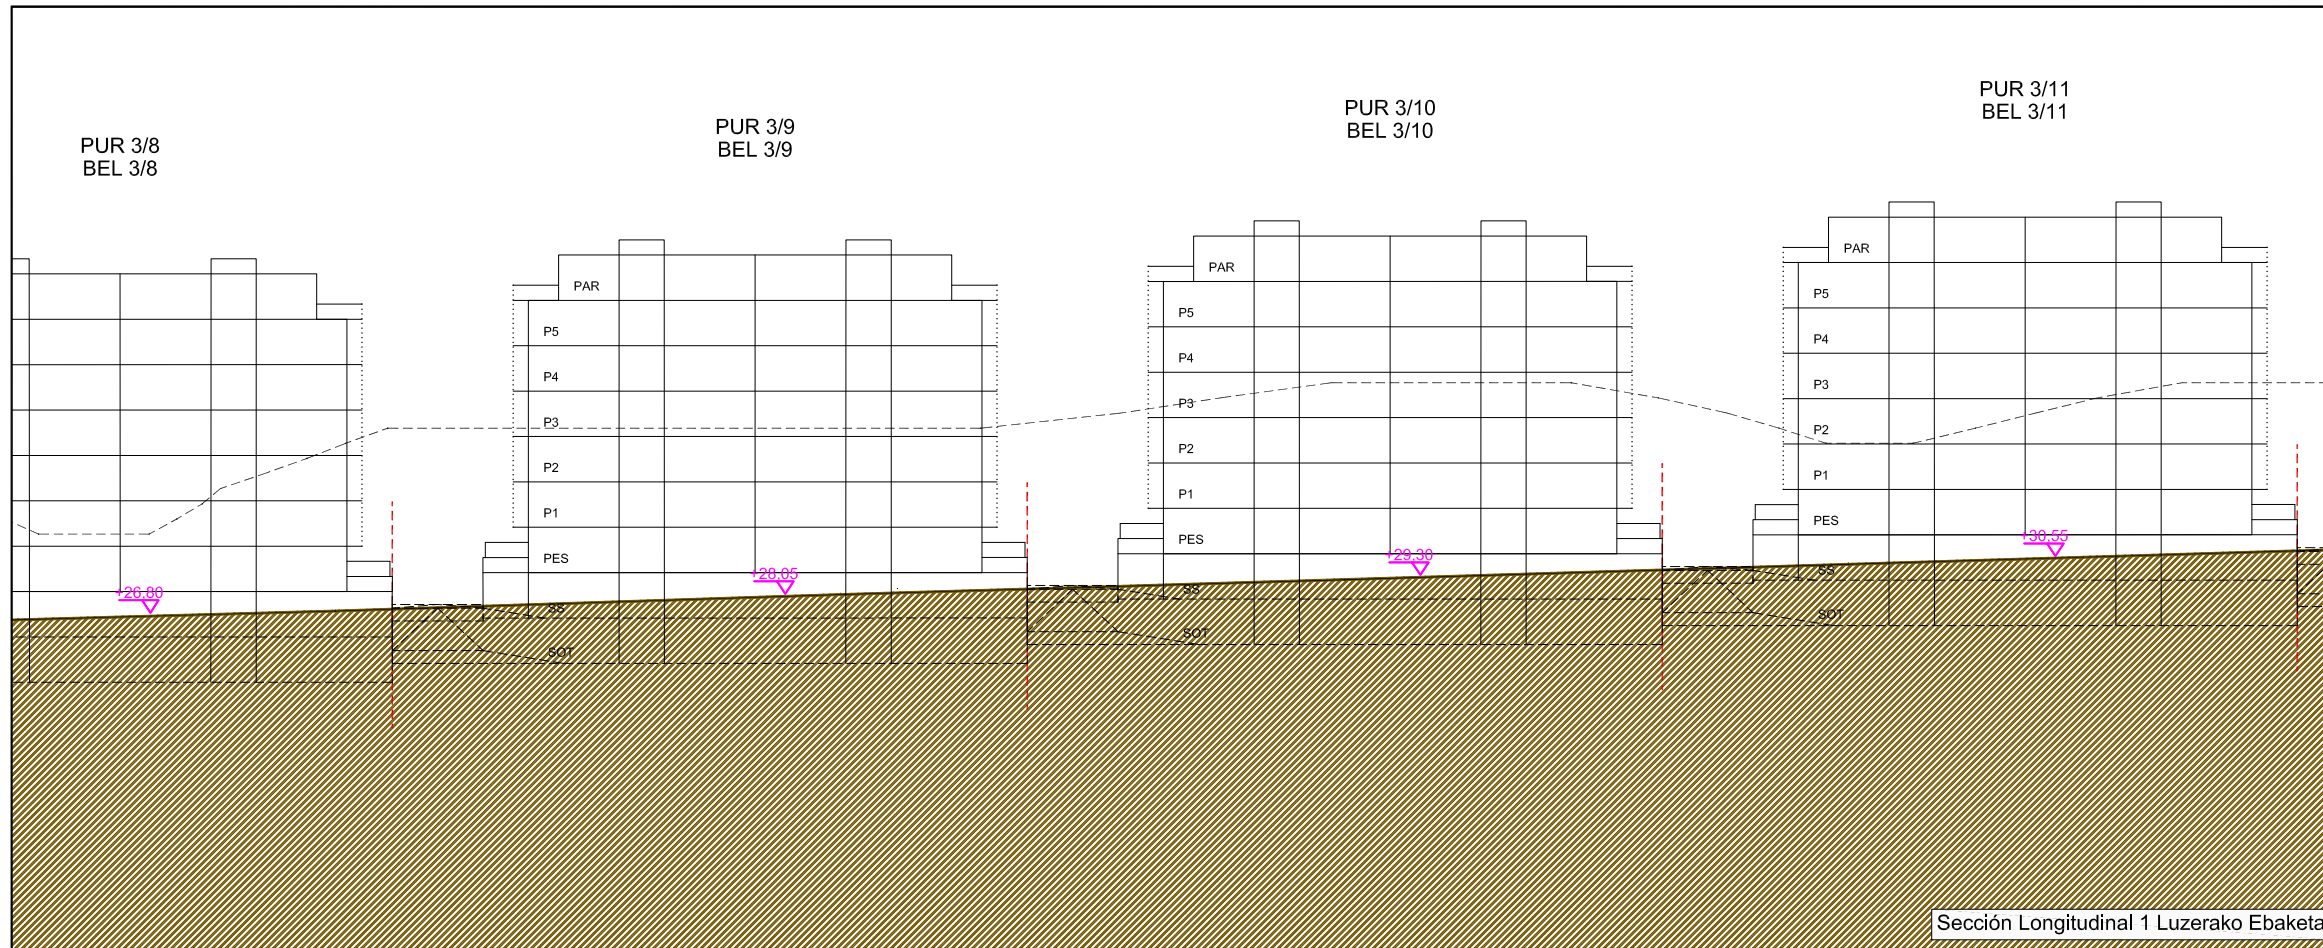 PUR 3/8
BEL 3/8
PUR 3/9
BEL 3/9
PUR 3/10
BEL 3/10
PUR 3/11
BEL 3/11
+26,80
PAR
P5
P4
P3
P2
P1
PES
+28,05
SS
SOT
PAR
P5
P4
P3
P2
P1
PES
+29,30
SS
SOT
PAR
P5
P4
P3
P2
P1
PES
+30,55
SS
SOT
Sección Longitudinal 1 Luzerako Ebaketa